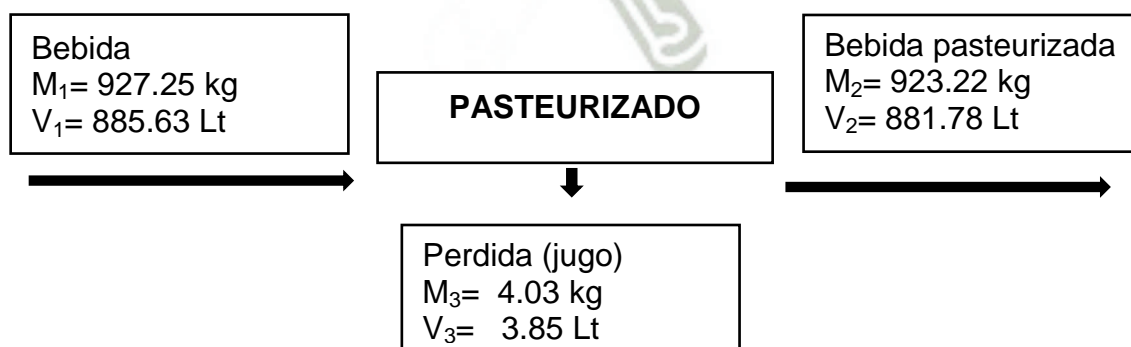 Bebida
M₁= 927.25 kg
V₁= 885.63 Lt
PASTEURIZADO
Bebida pasteurizada
M₂= 923.22 kg
V₂= 881.78 Lt
Perdida (jugo)
M₃=  4.03 kg
V₃=   3.85 Lt